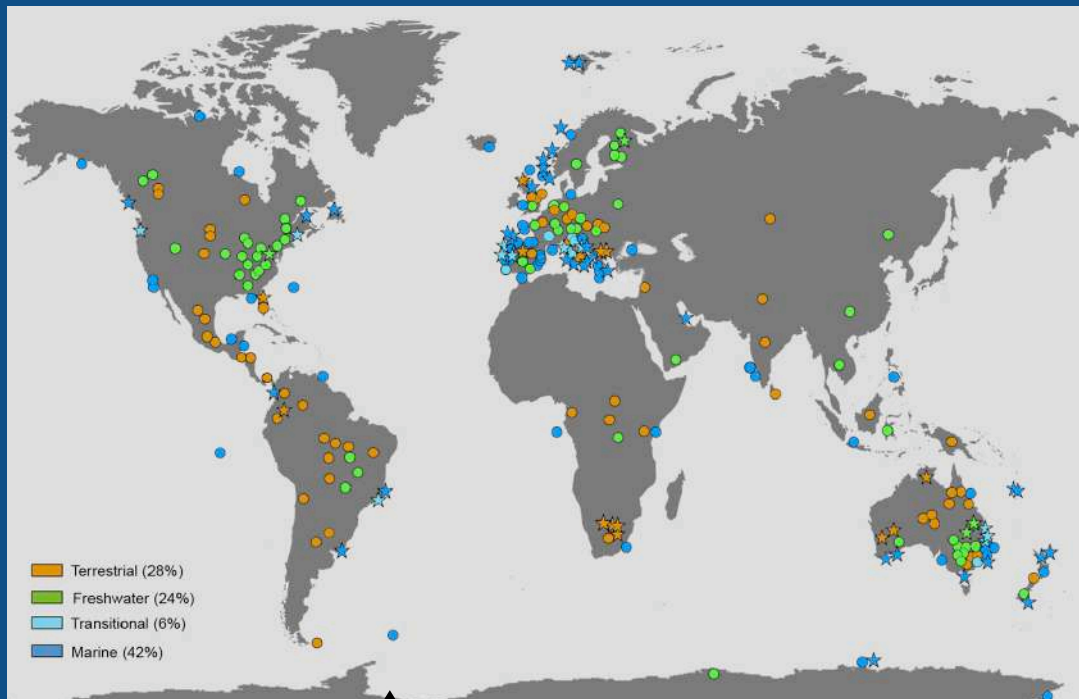 Terrestrial (28%)
Freshwater (24%)
Transitional (6%)
Marine (42%)